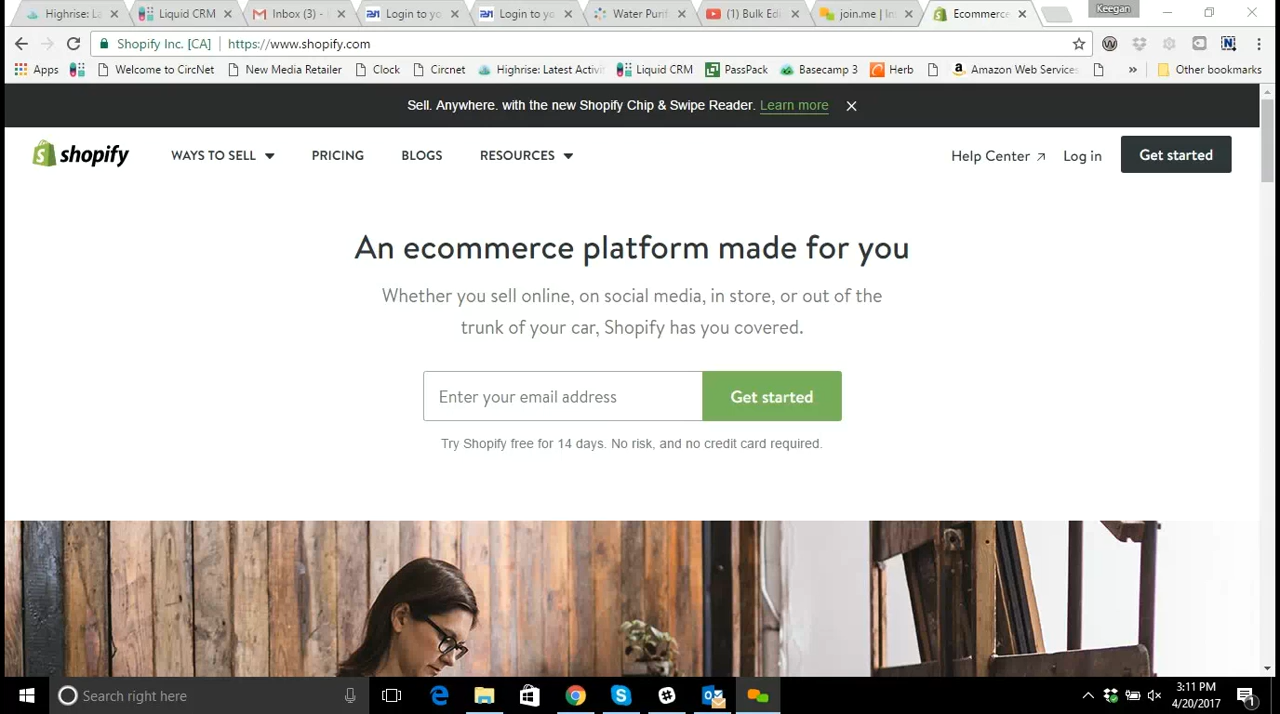 Highrise: La
Liquid CRM
Inbox (3) -
Login to yo
Login to yo
Water Purif
(1) Bulk Edi
join.me | In
Ecommerce
Keegan
Shopify Inc. [CA]
https://www.shopify.com
Apps
Welcome to CircNet
New Media Retailer
Clock
Circnet
Highrise: Latest Activi
Liquid CRM
PassPack
Basecamp 3
Herb
Amazon Web Services
»
Other bookmarks
Sell. Anywhere. with the new Shopify Chip & Swipe Reader. Learn more
shopify
WAYS TO SELL
PRICING
BLOGS
RESOURCES
Help Center
Log in
Get started
An ecommerce platform made for you
Whether you sell online, on social media, in store, or out of the
trunk of your car, Shopify has you covered.
Enter your email address
Get started
Try Shopify free for 14 days. No risk, and no credit card required.
Search right here
3:11 PM
4/20/2017
1